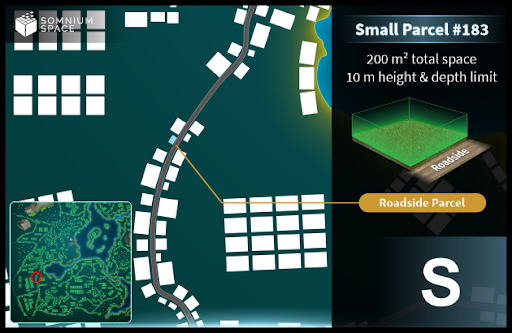 SOMNIUM
SPACE
Small Parcel #183
200 m² total space
10 m height & depth limit
Roadside
Roadside Parcel
S